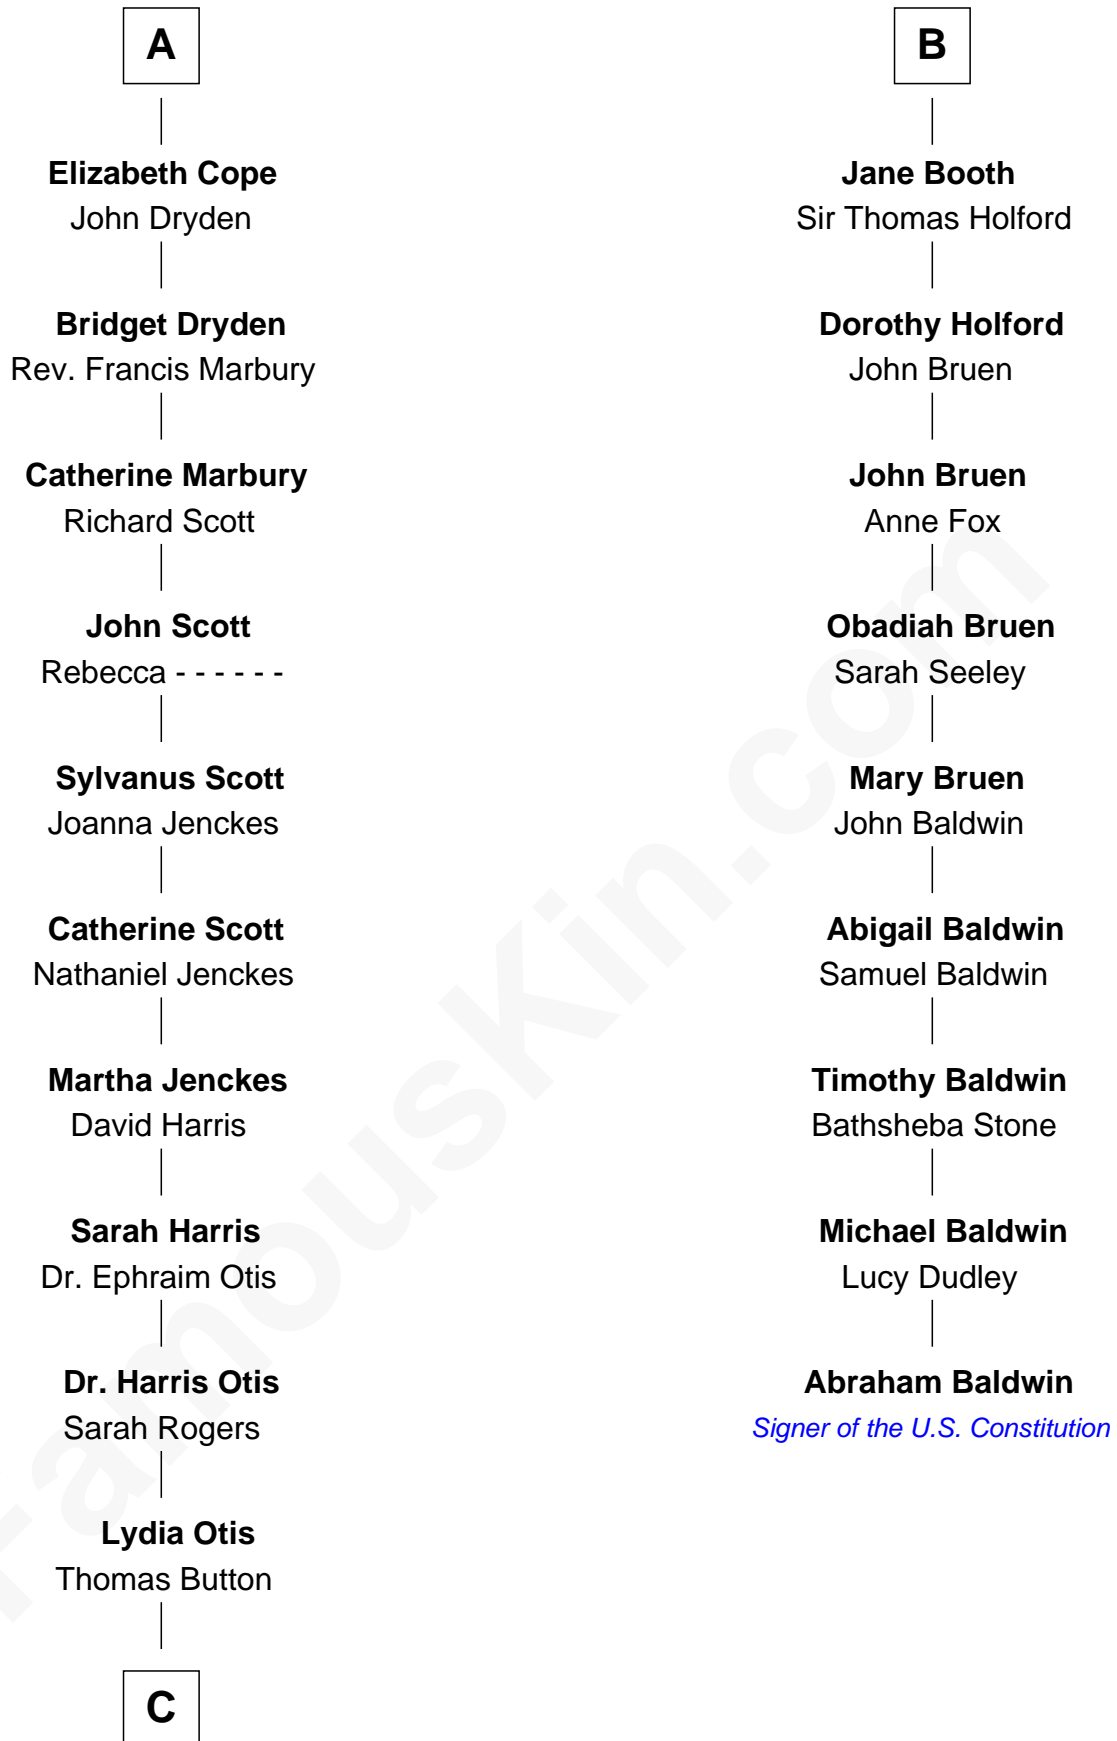 A
Elizabeth Cope
John Dryden
Bridget Dryden
Rev. Francis Marbury
Catherine Marbury
Richard Scott
John Scott
Rebecca - - - - - -
Sylvanus Scott
Joanna Jenckes
Catherine Scott
Nathaniel Jenckes
Martha Jenckes
David Harris
Sarah Harris
Dr. Ephraim Otis
Dr. Harris Otis
Sarah Rogers
Lydia Otis
Thomas Button
C
B
Jane Booth
Sir Thomas Holford
Dorothy Holford
John Bruen
John Bruen
Anne Fox
Obadiah Bruen
Sarah Seeley
Mary Bruen
John Baldwin
Abigail Baldwin
Samuel Baldwin
Timothy Baldwin
Bathsheba Stone
Michael Baldwin
Lucy Dudley
Abraham Baldwin
Signer of the U.S. Constitution
FamousKin.com